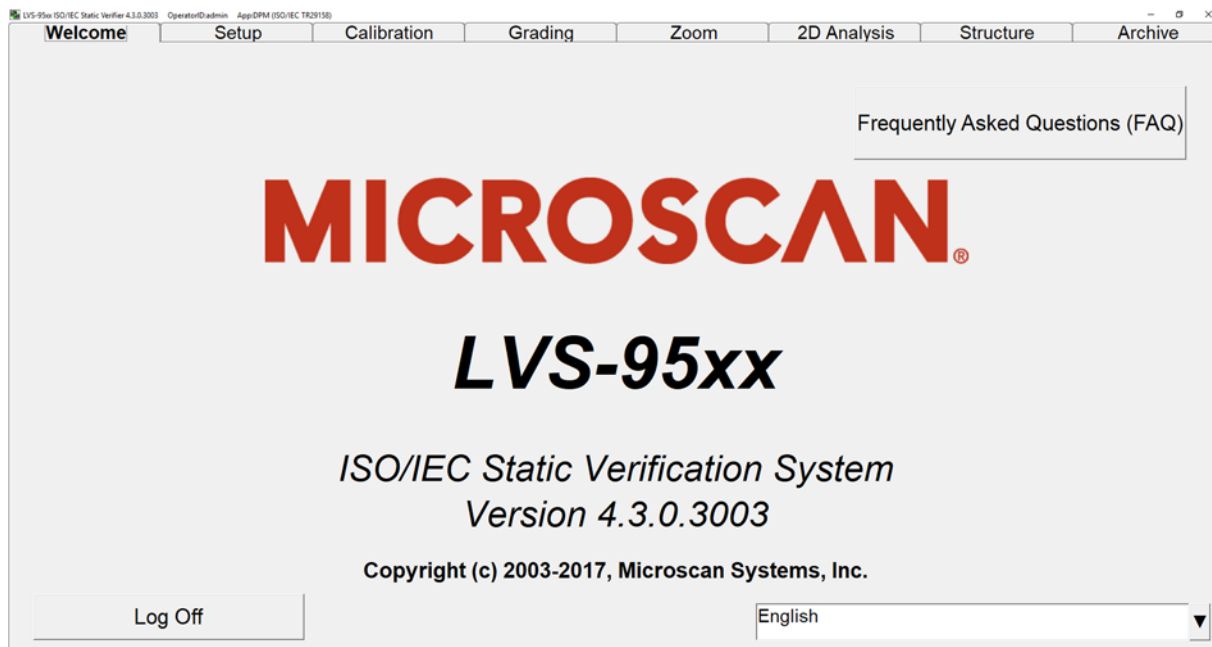 LVS-95xx ISO/IEC Static Verifier 4.3.0.3003 OperatorID:admin App:DPM (ISO/IEC TR29158)
Welcome Setup Calibration Grading Zoom 2D Analysis Structure Archive
Frequently Asked Questions (FAQ)
MICROSCAN®
LVS-95xx
ISO/IEC Static Verification System
Version 4.3.0.3003
Copyright (c) 2003-2017, Microscan Systems, Inc.
Log Off
English